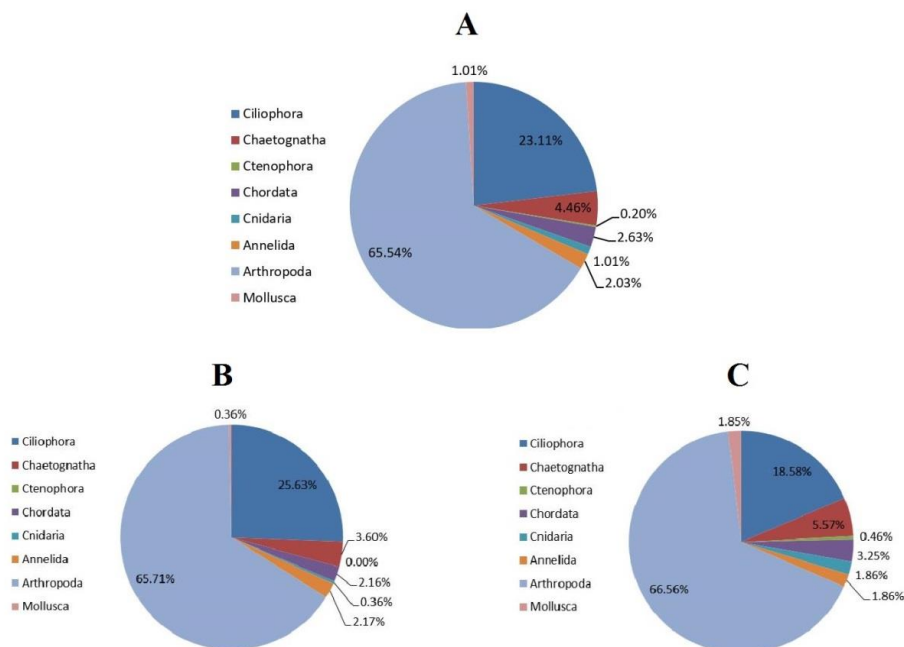 A
1.01%
Ciliophora
Chaetognatha
Ctenophora
Chordata
Cnidaria
Annelida
Arthropoda
Mollusca
23.11%
4.46%
0.20%
2.63%
1.01%
2.03%
65.54%
B
0.36%
Ciliophora
Chaetognatha
Ctenophora
Chordata
Cnidaria
Annelida
Arthropoda
Mollusca
25.63%
3.60%
0.00%
2.16%
0.36%
2.17%
65.71%
C
1.85%
Ciliophora
Chaetognatha
Ctenophora
Chordata
Cnidaria
Annelida
Arthropoda
Mollusca
18.58%
5.57%
0.46%
3.25%
1.86%
1.86%
66.56%